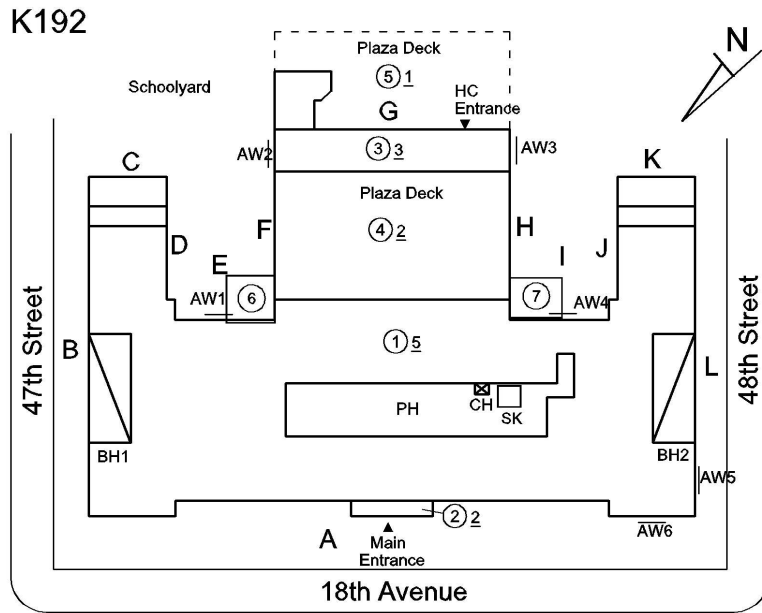 K192
Plaza Deck
⑤ 1
N
Schoolyard
HC
Entrance
G
AW2
③ 3
AW3
C
K
Plaza Deck
④ 2
F
H
D
E
I
J
AW1
⑥
⑦
AW4
47th Street
B
① 5
L
48th Street
PH
CH
SK
BH1
BH2
AW5
② 2
A
Main
Entrance
AW6
18th Avenue